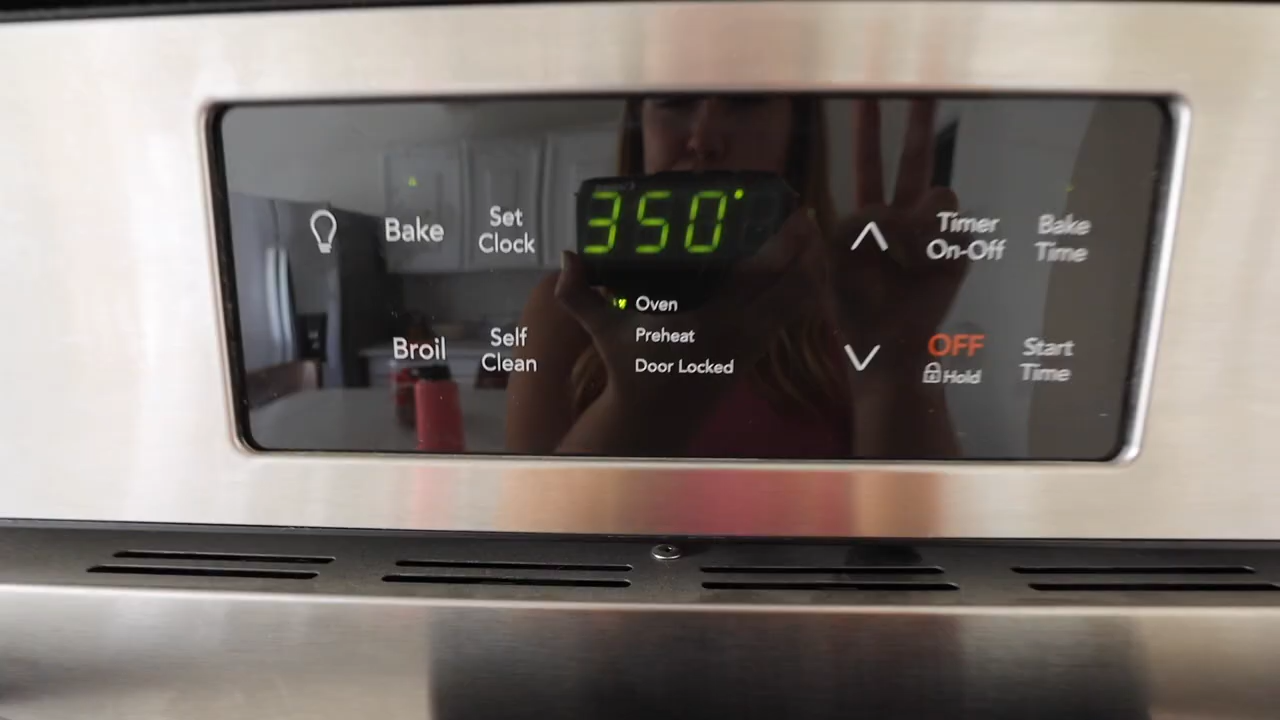 Bake
Set
Clock
350°
Timer
On-Off
Bake
Time
Oven
Preheat
Door Locked
Broil
Self
Clean
OFF
Hold
Start
Time